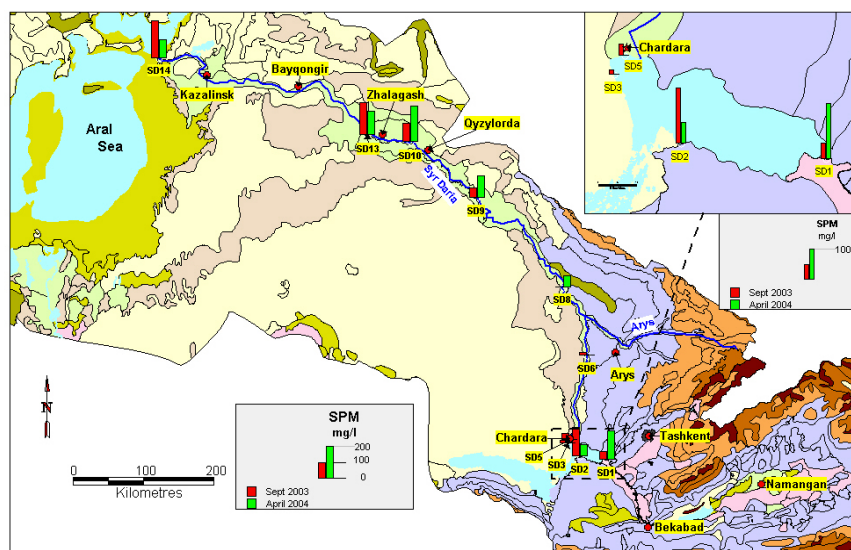 Chardara
SD5
SD3
SD2
SD1
SD14
Kazalinsk
Bayqongir
Zhalagash
Aral
Sea
SD13
SD10
Qyzylorda
Syr Daria
SD9
SPM
mg/l
100
Sept 2003
April 2004
SD8
Arys
SD6
Arys
N
SPM
mg/l
200
100
0
Sept 2003
April 2004
Chardara
SD5
SD3
SD2
SD1
Tashkent
Namangan
Bekabad
0 100 200
Kilometres